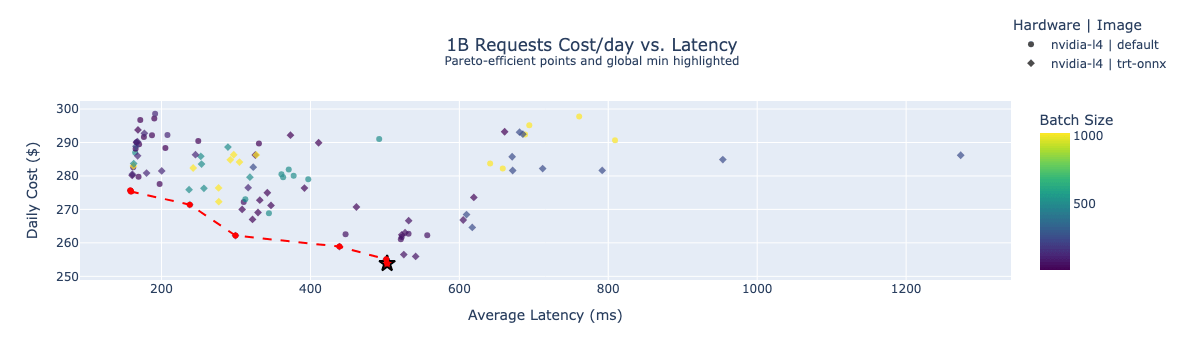 Hardware | Image
nvidia-l4 | default
nvidia-l4 | trt-onnx
1B Requests Cost/day vs. Latency
Pareto-efficient points and global min highlighted
Batch Size
1000
500
Daily Cost ($)
300
290
280
270
260
250
200
400
600
800
1000
1200
Average Latency (ms)